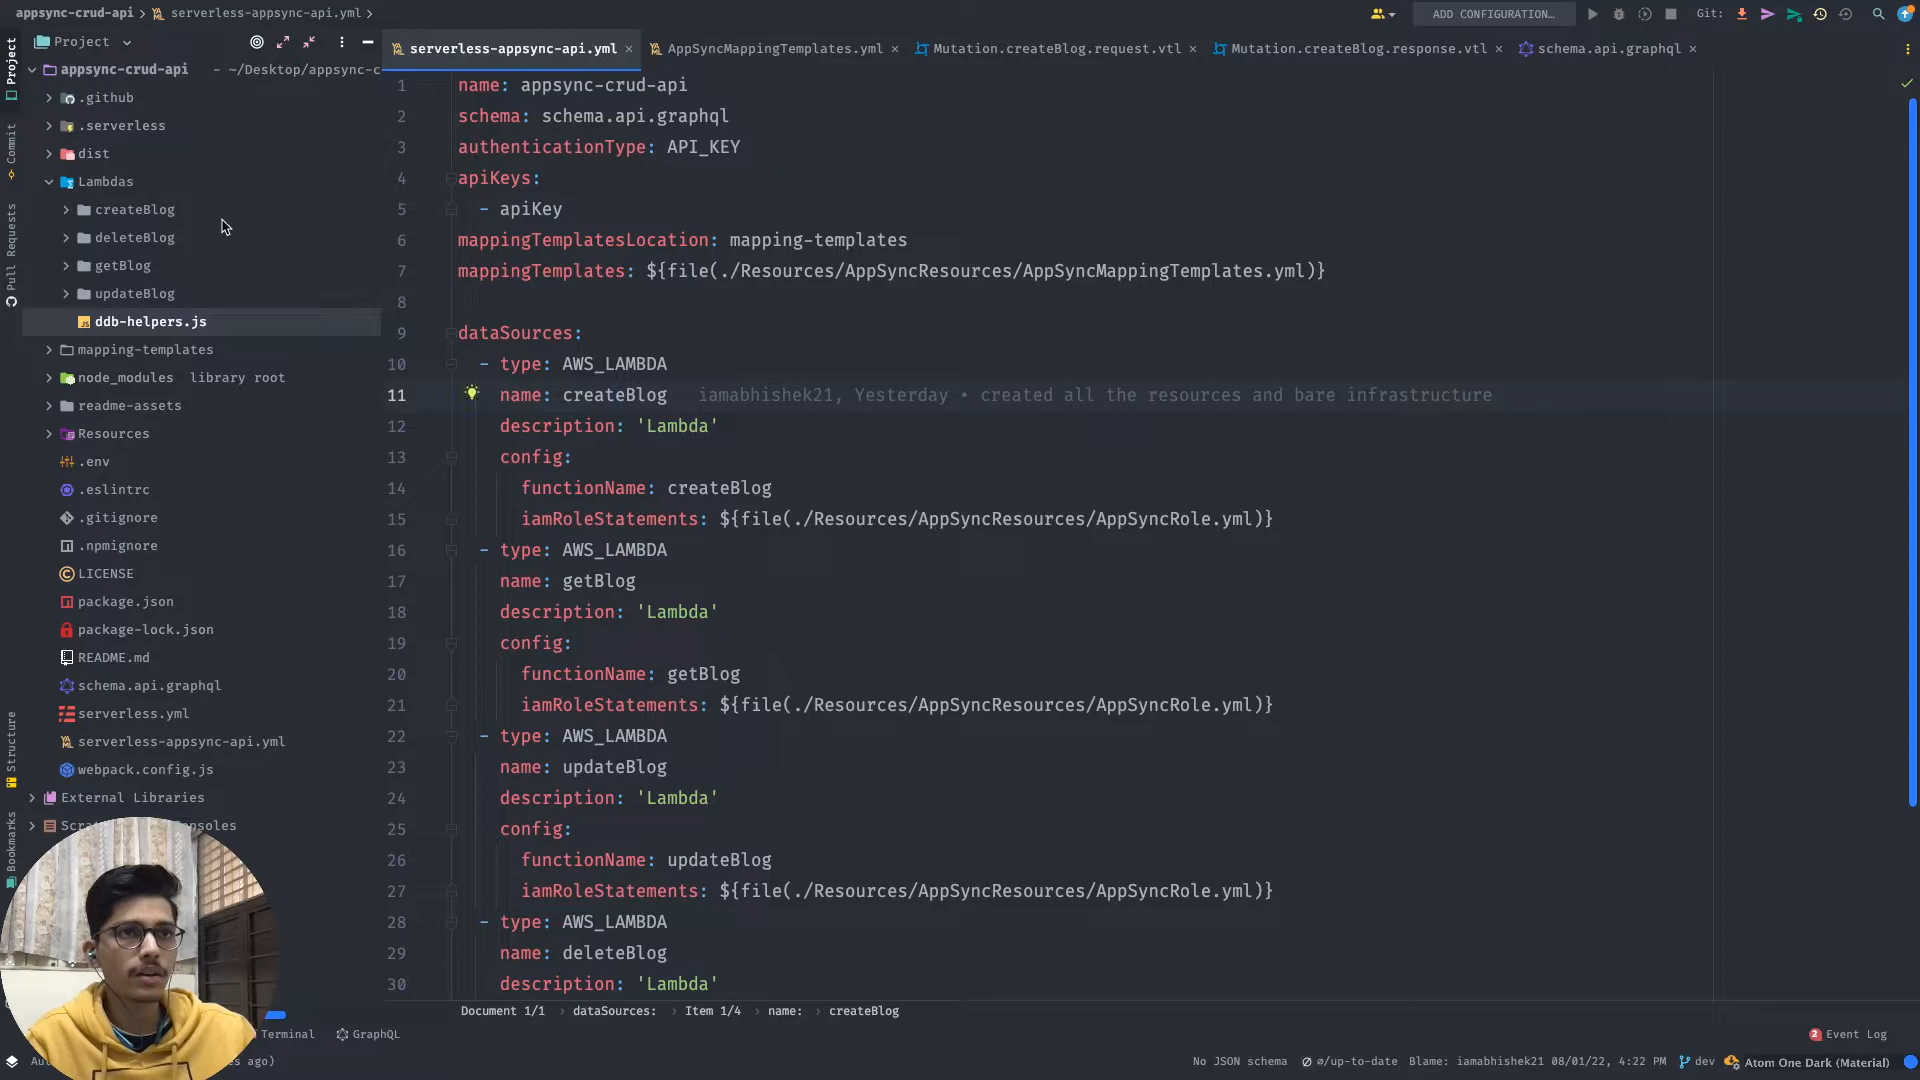 appsync-crud-api › serverless-appsync-api.yml ›
ADD CONFIGURATION...
Git:
Project
serverless-appsync-api.yml ×
AppSyncMappingTemplates.yml ×
Mutation.createBlog.request.vtl ×
Mutation.createBlog.response.vtl ×
schema.api.graphql ×
Project
Commit
Pull Requests
Structure
Bookmarks
appsync-crud-api - ~/Desktop/appsync-c
.github
.serverless
dist
Lambdas
createBlog
deleteBlog
getBlog
updateBlog
ddb-helpers.js
mapping-templates
node_modules library root
readme-assets
Resources
.env
.eslintrc
.gitignore
.npmignore
LICENSE
package.json
package-lock.json
README.md
schema.api.graphql
serverless.yml
serverless-appsync-api.yml
webpack.config.js
External Libraries
1 name: appsync-crud-api
2 schema: schema.api.graphql
3 authenticationType: API_KEY
4 apiKeys:
5 - apiKey
6 mappingTemplatesLocation: mapping-templates
7 mappingTemplates: ${file(./Resources/AppSyncResources/AppSyncMappingTemplates.yml)}
8
9 dataSources:
10 - type: AWS_LAMBDA
11 name: createBlog iamabhishek21, Yesterday • created all the resources and bare infrastructure
12 description: 'Lambda'
13 config:
14 functionName: createBlog
15 iamRoleStatements: ${file(./Resources/AppSyncResources/AppSyncRole.yml)}
16 - type: AWS_LAMBDA
17 name: getBlog
18 description: 'Lambda'
19 config:
20 functionName: getBlog
21 iamRoleStatements: ${file(./Resources/AppSyncResources/AppSyncRole.yml)}
22 - type: AWS_LAMBDA
23 name: updateBlog
24 description: 'Lambda'
25 config:
26 functionName: updateBlog
27 iamRoleStatements: ${file(./Resources/AppSyncResources/AppSyncRole.yml)}
28 - type: AWS_LAMBDA
29 name: deleteBlog
30 description: 'Lambda'
Document 1/1 › dataSources: › Item 1/4 › name: › createBlog
Terminal
GraphQL
2 Event Log
ago)
No JSON schema
ø/up-to-date
Blame: iamabhishek21 08/01/22, 4:22 PM
dev
Atom One Dark (Material)